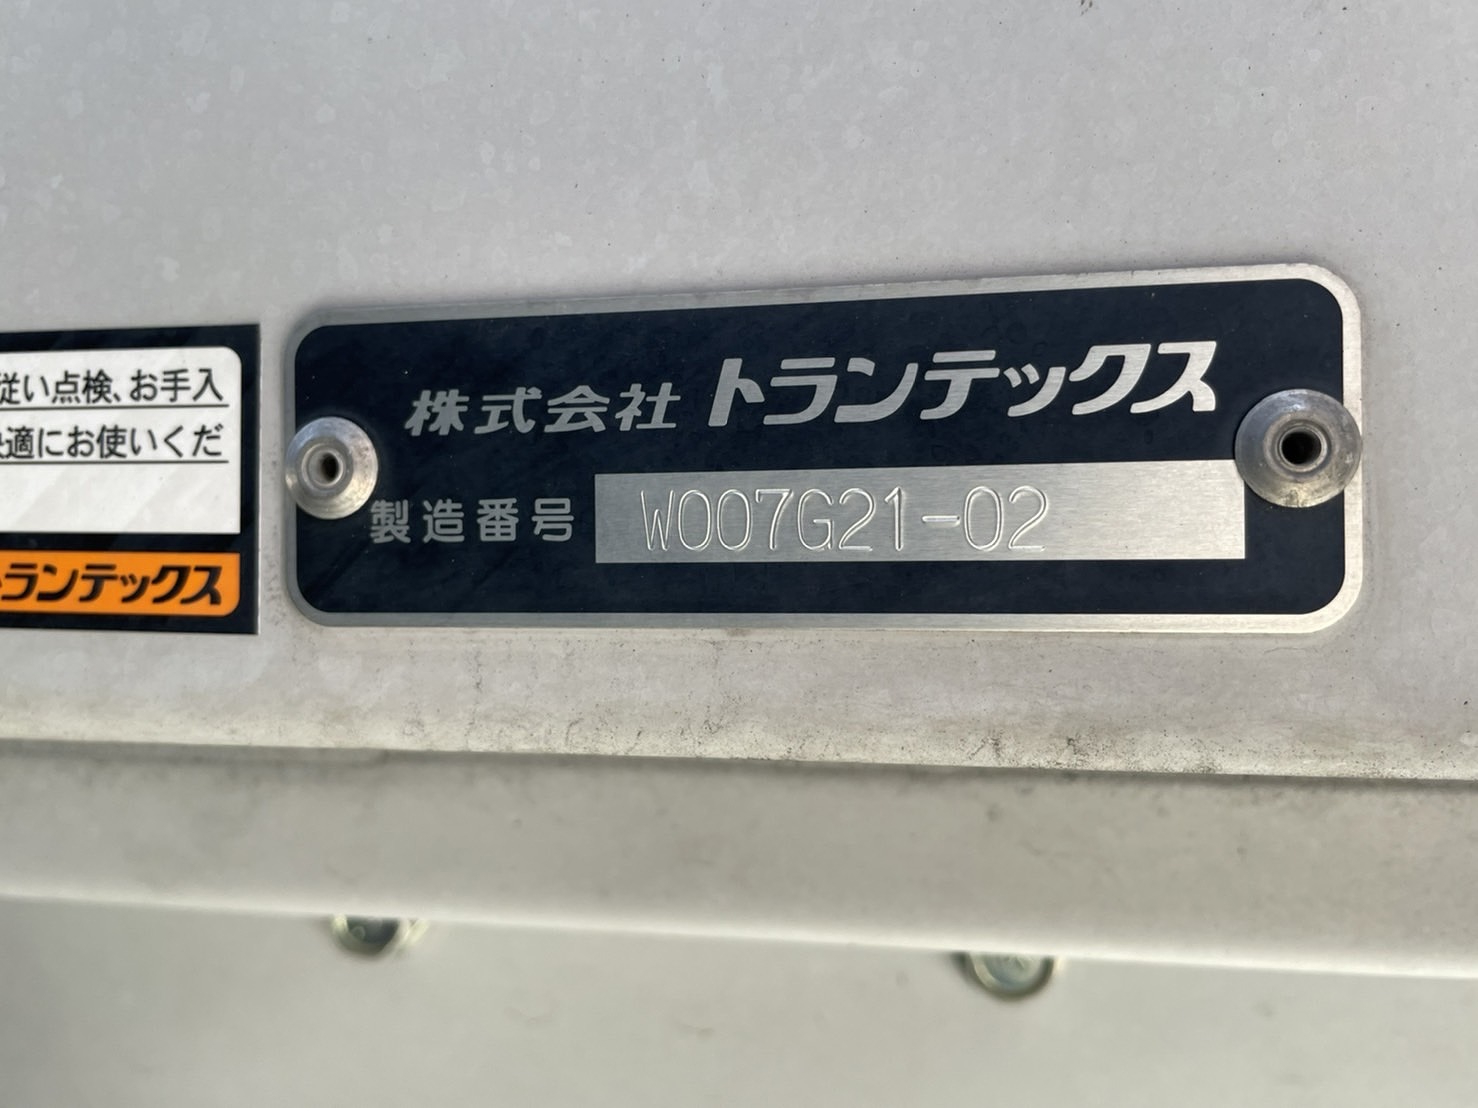 従い点検、お手入
快適にお使いくだ
トランテックス
株式会社 トランテックス
製造番号 W007G21-02